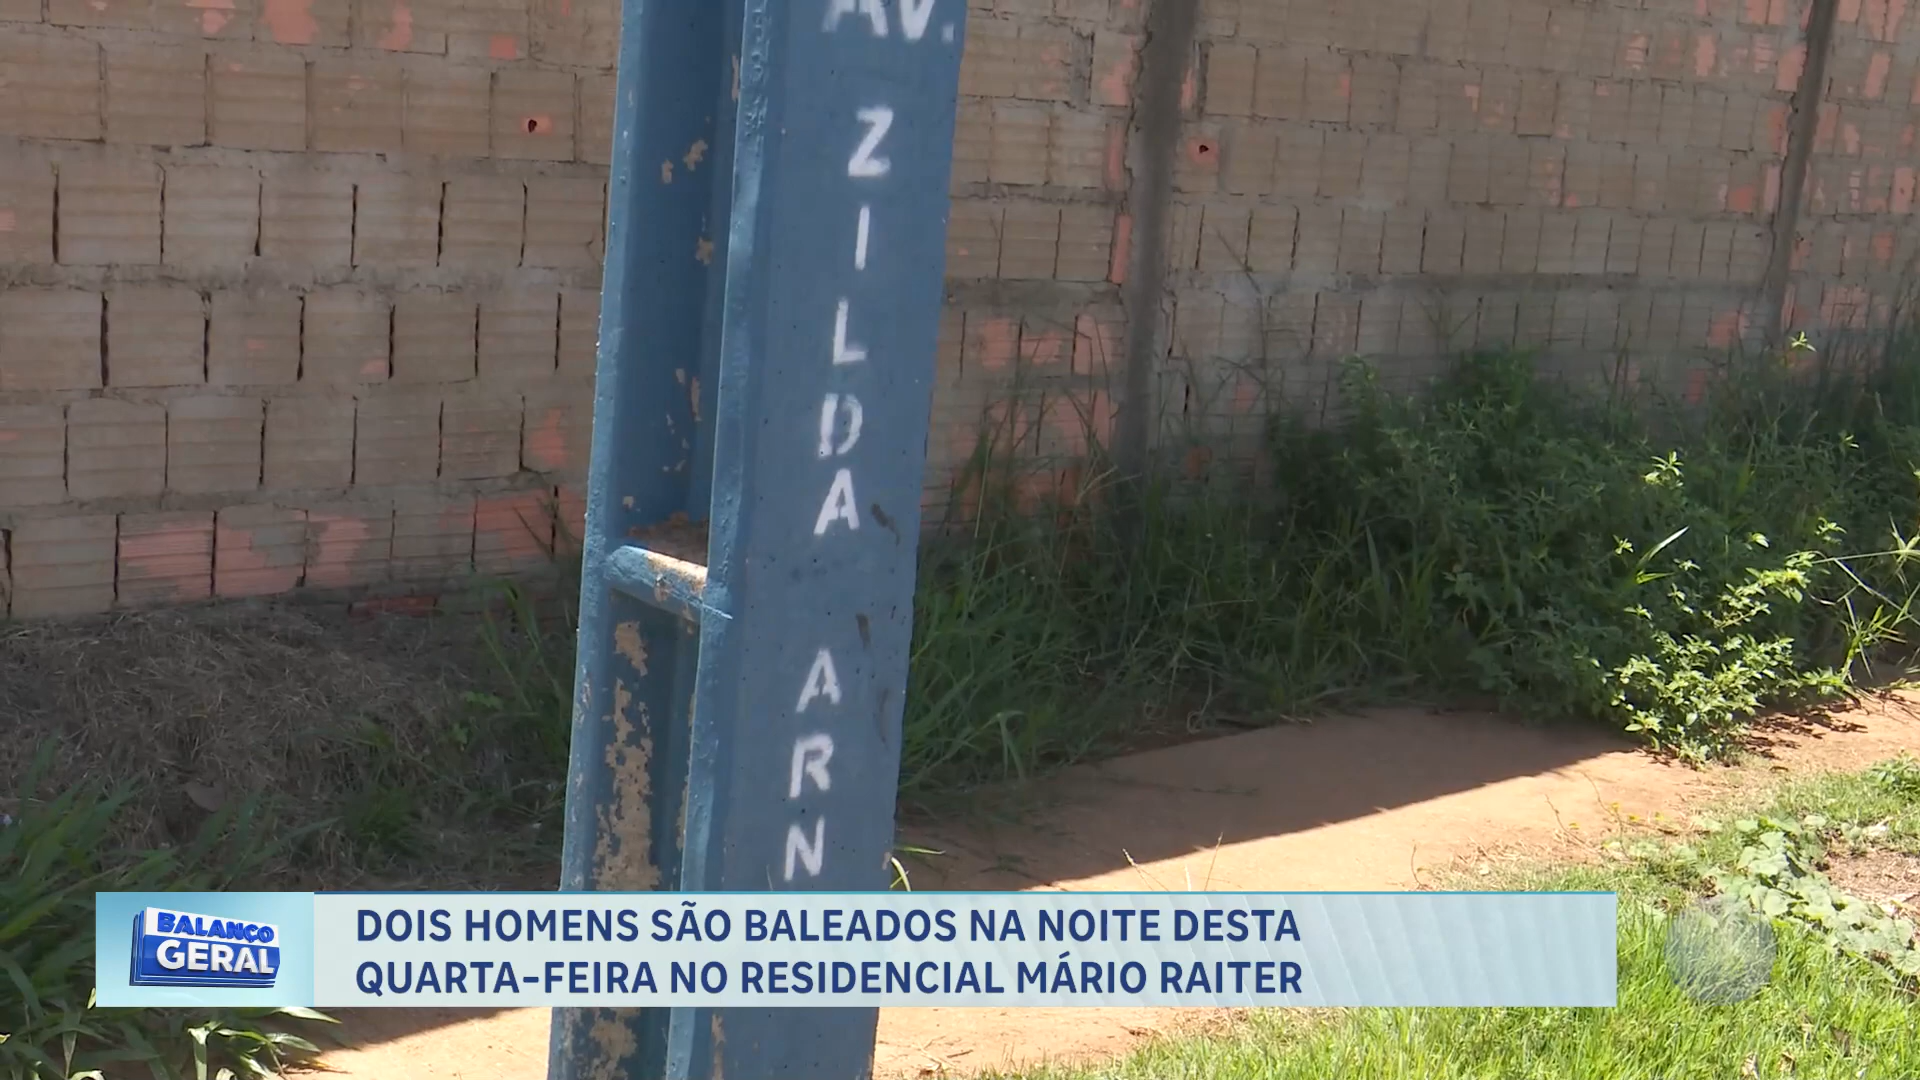 AV.
ZILDA
ARN
BALANÇO
GERAL
DOIS HOMENS SÃO BALEADOS NA NOITE DESTA
QUARTA-FEIRA NO RESIDENCIAL MÁRIO RAITER